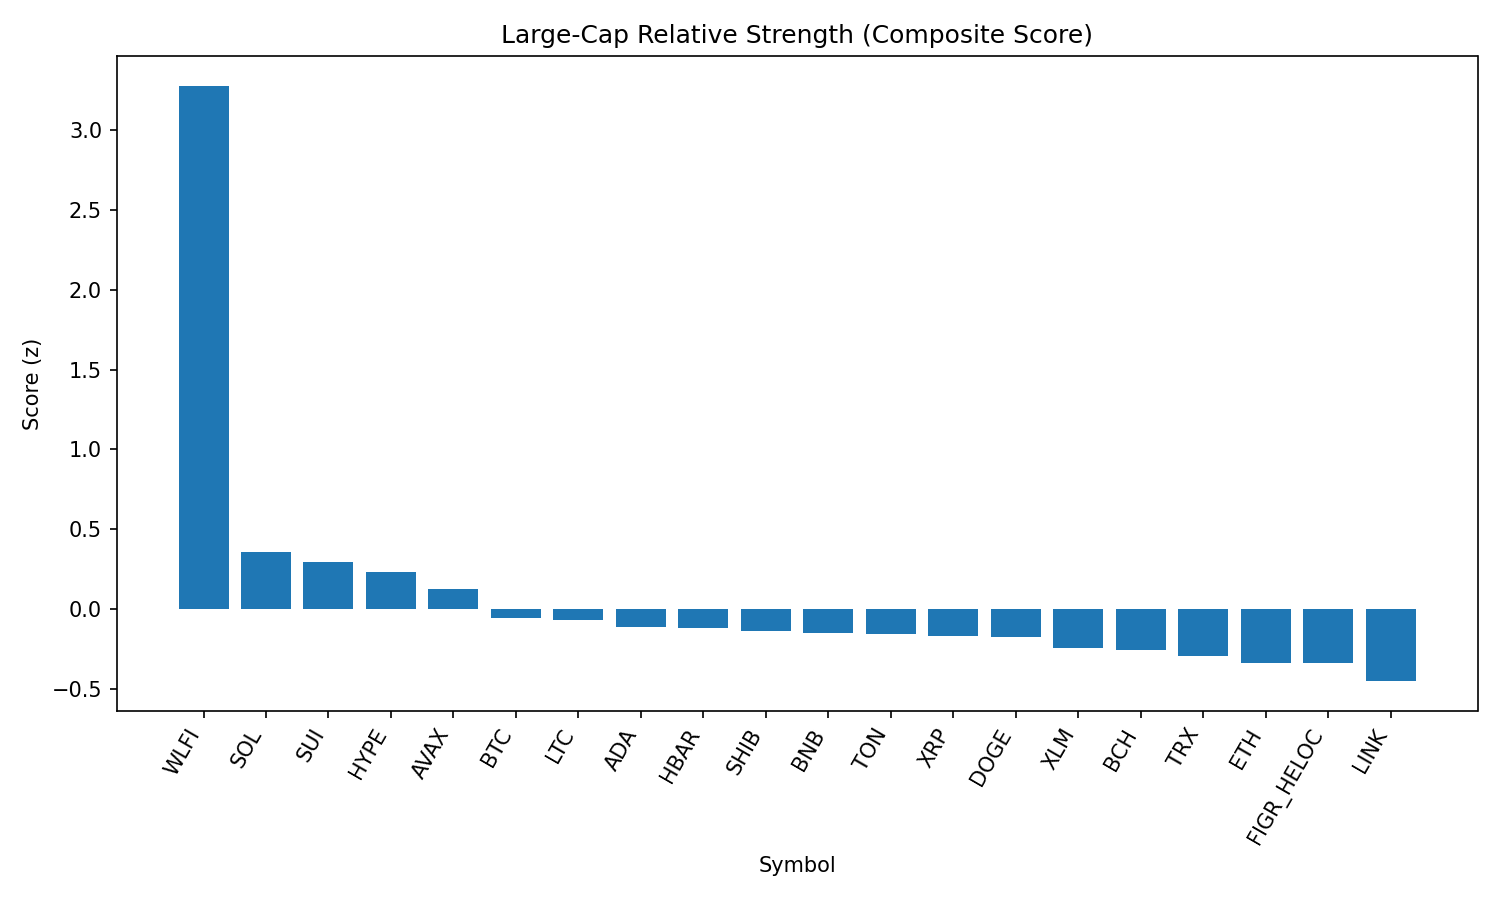 Large-Cap Relative Strength (Composite Score)
Score (z)
3.0
2.5
2.0
1.5
1.0
0.5
0.0
−0.5
WLFI
SOL
SUI
HYPE
AVAX
BTC
LTC
ADA
HBAR
SHIB
BNB
TON
XRP
DOGE
XLM
BCH
TRX
ETH
FIGR_HELOC
LINK
Symbol